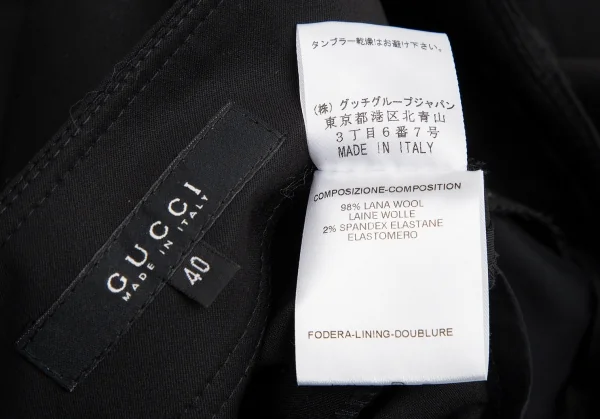 GUCCI
MADE IN ITALY
40
タンブラー乾燥はお避け下さい。
(株) グッチグループジャパン
東京都港区北青山
3丁目6番7号
MADE IN ITALY
COMPOSIZIONE-COMPOSITION
98% LANA WOOL
LAINE WOLLE
2% SPANDEX ELASTANE
ELASTOMERO
FODERA-LINING-DOUBLURE